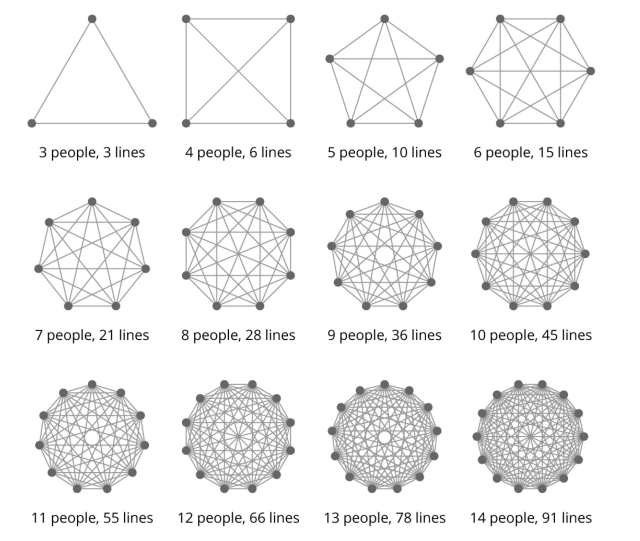 3 people, 3 lines
4 people, 6 lines
5 people, 10 lines
6 people, 15 lines
7 people, 21 lines
8 people, 28 lines
9 people, 36 lines
10 people, 45 lines
11 people, 55 lines
12 people, 66 lines
13 people, 78 lines
14 people, 91 lines